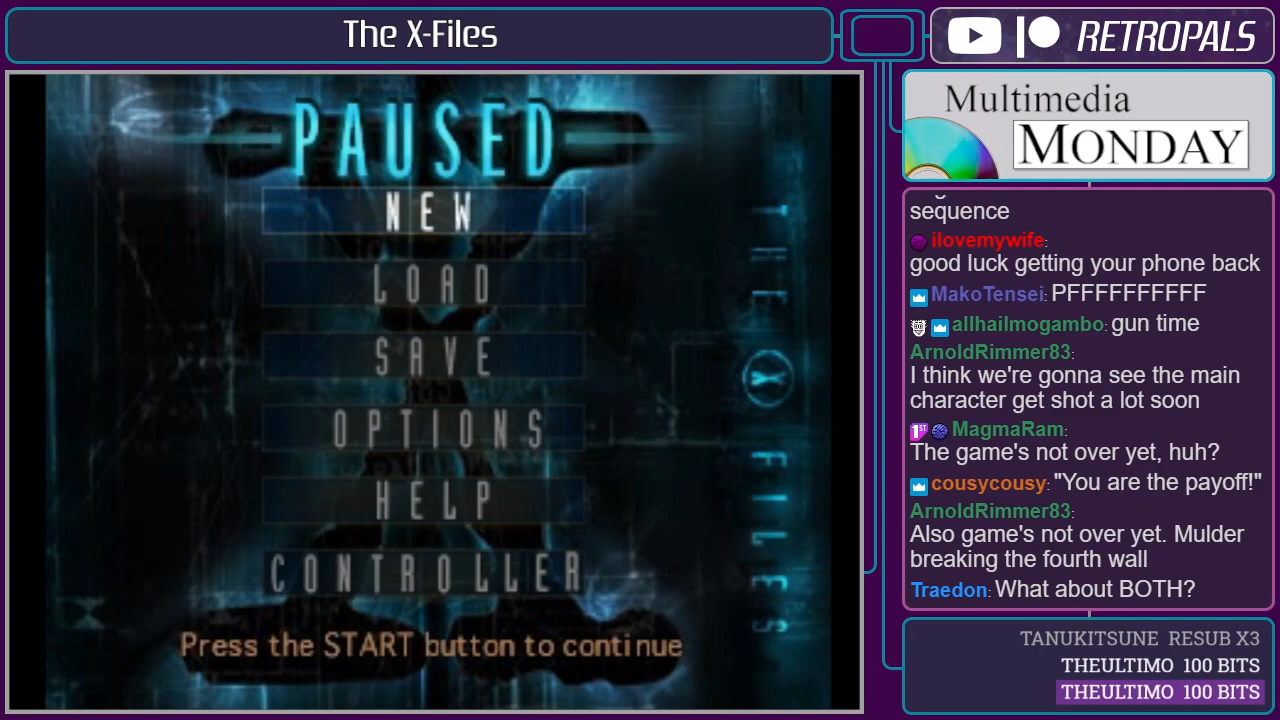 The X-Files
RETROPALS
PAUSED
NEW
LOAD
SAVE
OPTIONS
HELP
CONTROLLER
Press the START button to continue
THE X FILES
Multimedia
MONDAY
sequence
ilovemywife:
good luck getting your phone back
MakoTensei: PFFFFFFFFFF
allhailmogambo: gun time
ArnoldRimmer83:
I think we're gonna see the main
character get shot a lot soon
1ST MagmaRam:
The game's not over yet, huh?
cousycousy: "You are the payoff!"
ArnoldRimmer83:
Also game's not over yet. Mulder
breaking the fourth wall
Traedon: What about BOTH?
TANUKITSUNE RESUB X3
THEULTIMO 100 BITS
THEULTIMO 100 BITS